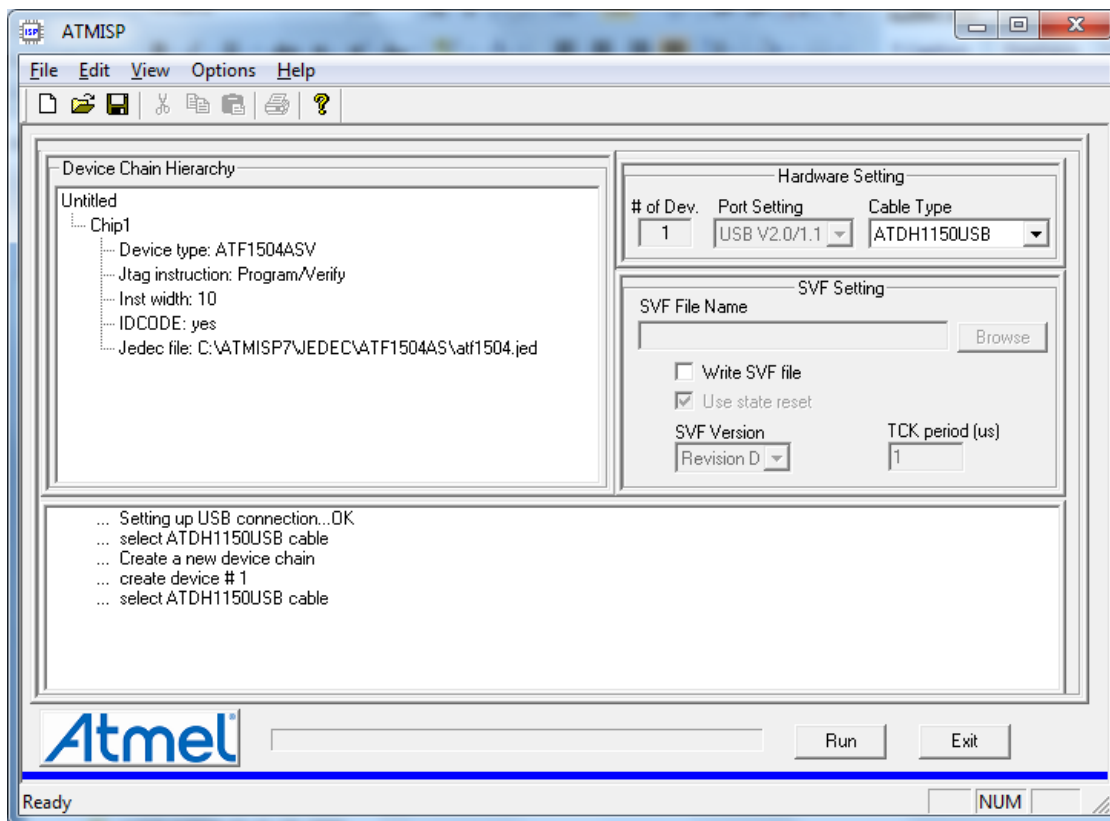 ISP ATMISP
File Edit View Options Help
Device Chain Hierarchy
Untitled
Chip1
Device type: ATF1504ASV
Jtag instruction: Program/Verify
Inst width: 10
IDCODE: yes
Jedec file: C:\ATMISP7\JEDEC\ATF1504AS\atf1504.jed
Hardware Setting
# of Dev. Port Setting Cable Type
1 USB V2.0/1.1 ATDH1150USB
SVF Setting
SVF File Name
Browse
Write SVF file
Use state reset
SVF Version TCK period (us)
Revision D 1
... Setting up USB connection...OK
... select ATDH1150USB cable
... Create a new device chain
... create device # 1
... select ATDH1150USB cable
Atmel
Run Exit
Ready NUM